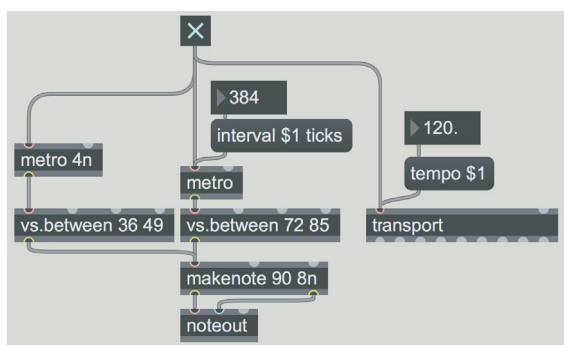 384
interval $1 ticks
120.
metro 4n
tempo $1
metro
vs.between 36 49
vs.between 72 85
transport
makenote 90 8n
noteout